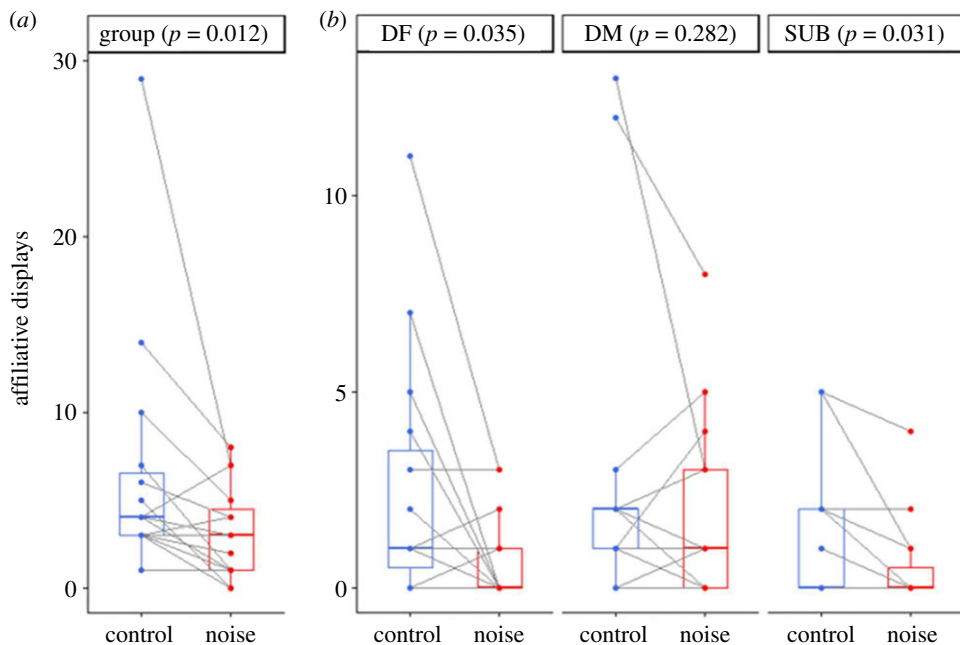 (a)
group (p = 0.012)
(b)
DF (p = 0.035)
DM (p = 0.282)
SUB (p = 0.031)
affiliative displays
30
20
10
0
10
5
0
control noise
control noise
control noise
control noise